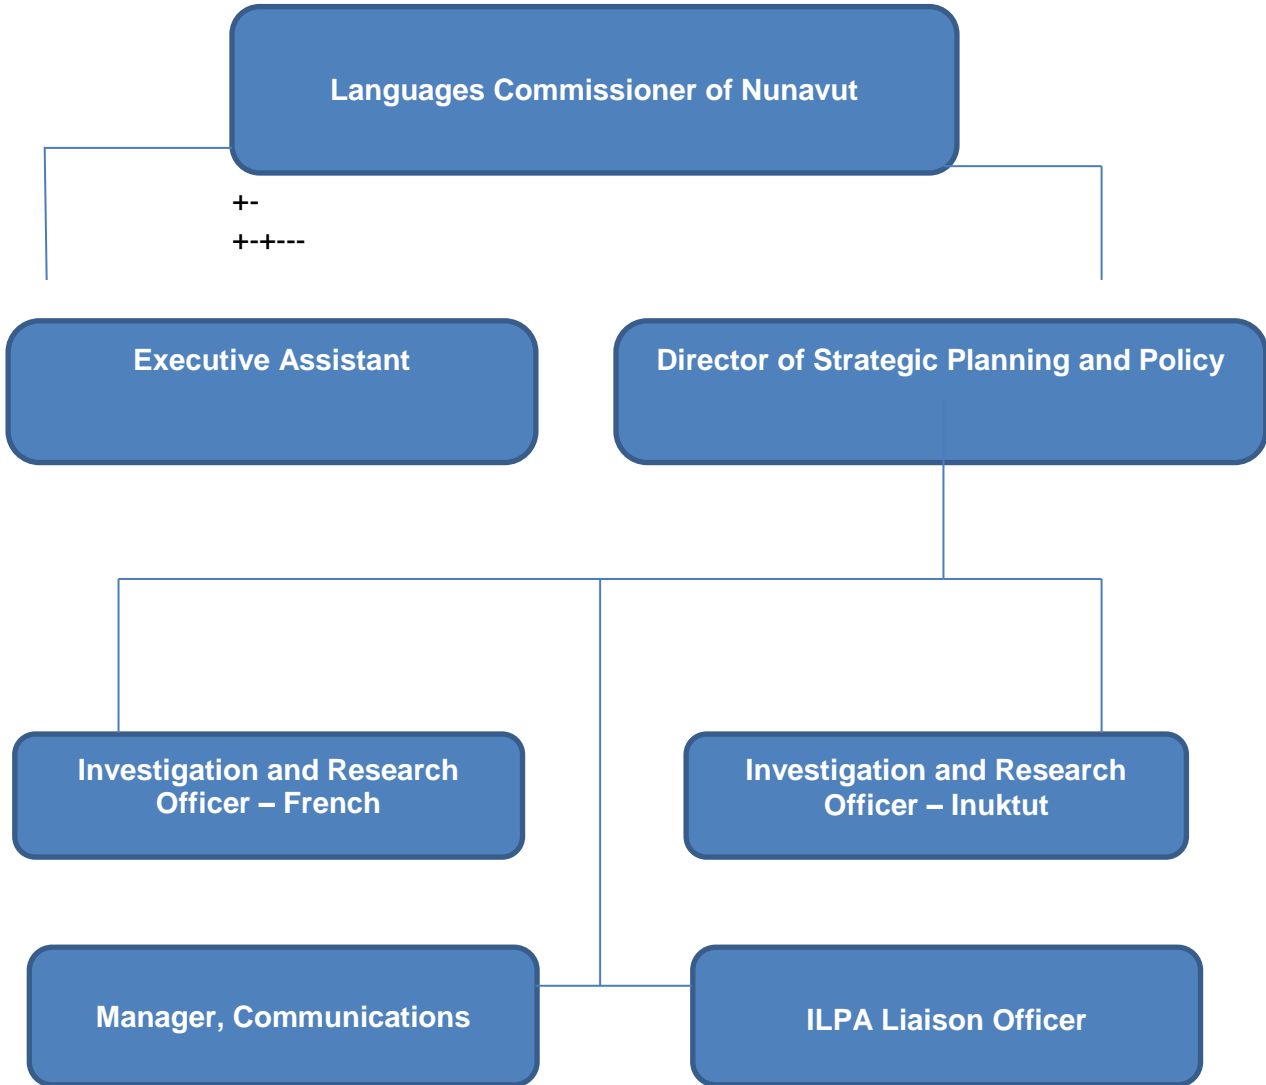 Languages Commissioner of Nunavut
+-
+-+---
Executive Assistant
Director of Strategic Planning and Policy
Investigation and Research
Officer – French
Investigation and Research
Officer – Inuktut
Manager, Communications
ILPA Liaison Officer